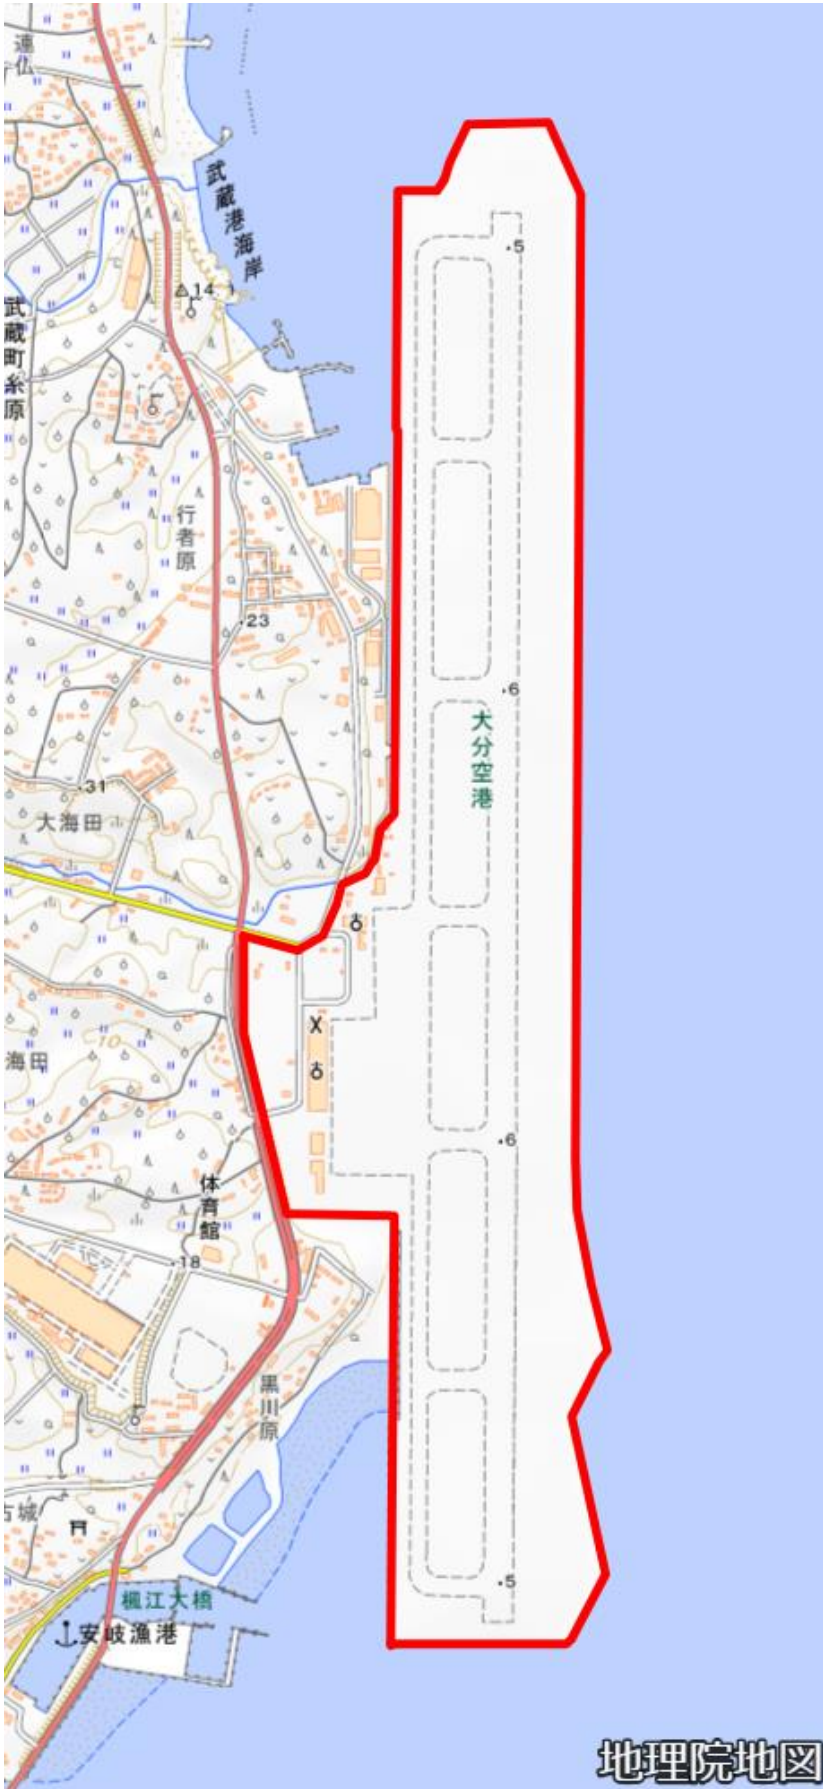 蓮仏
武蔵港海岸
5
14
武蔵町糸原
行者原
23
6
大分空港
31
大海田
10
海田
6
体育館
18
黒川原
古城
5
楓江大橋
安岐漁港
地理院地図